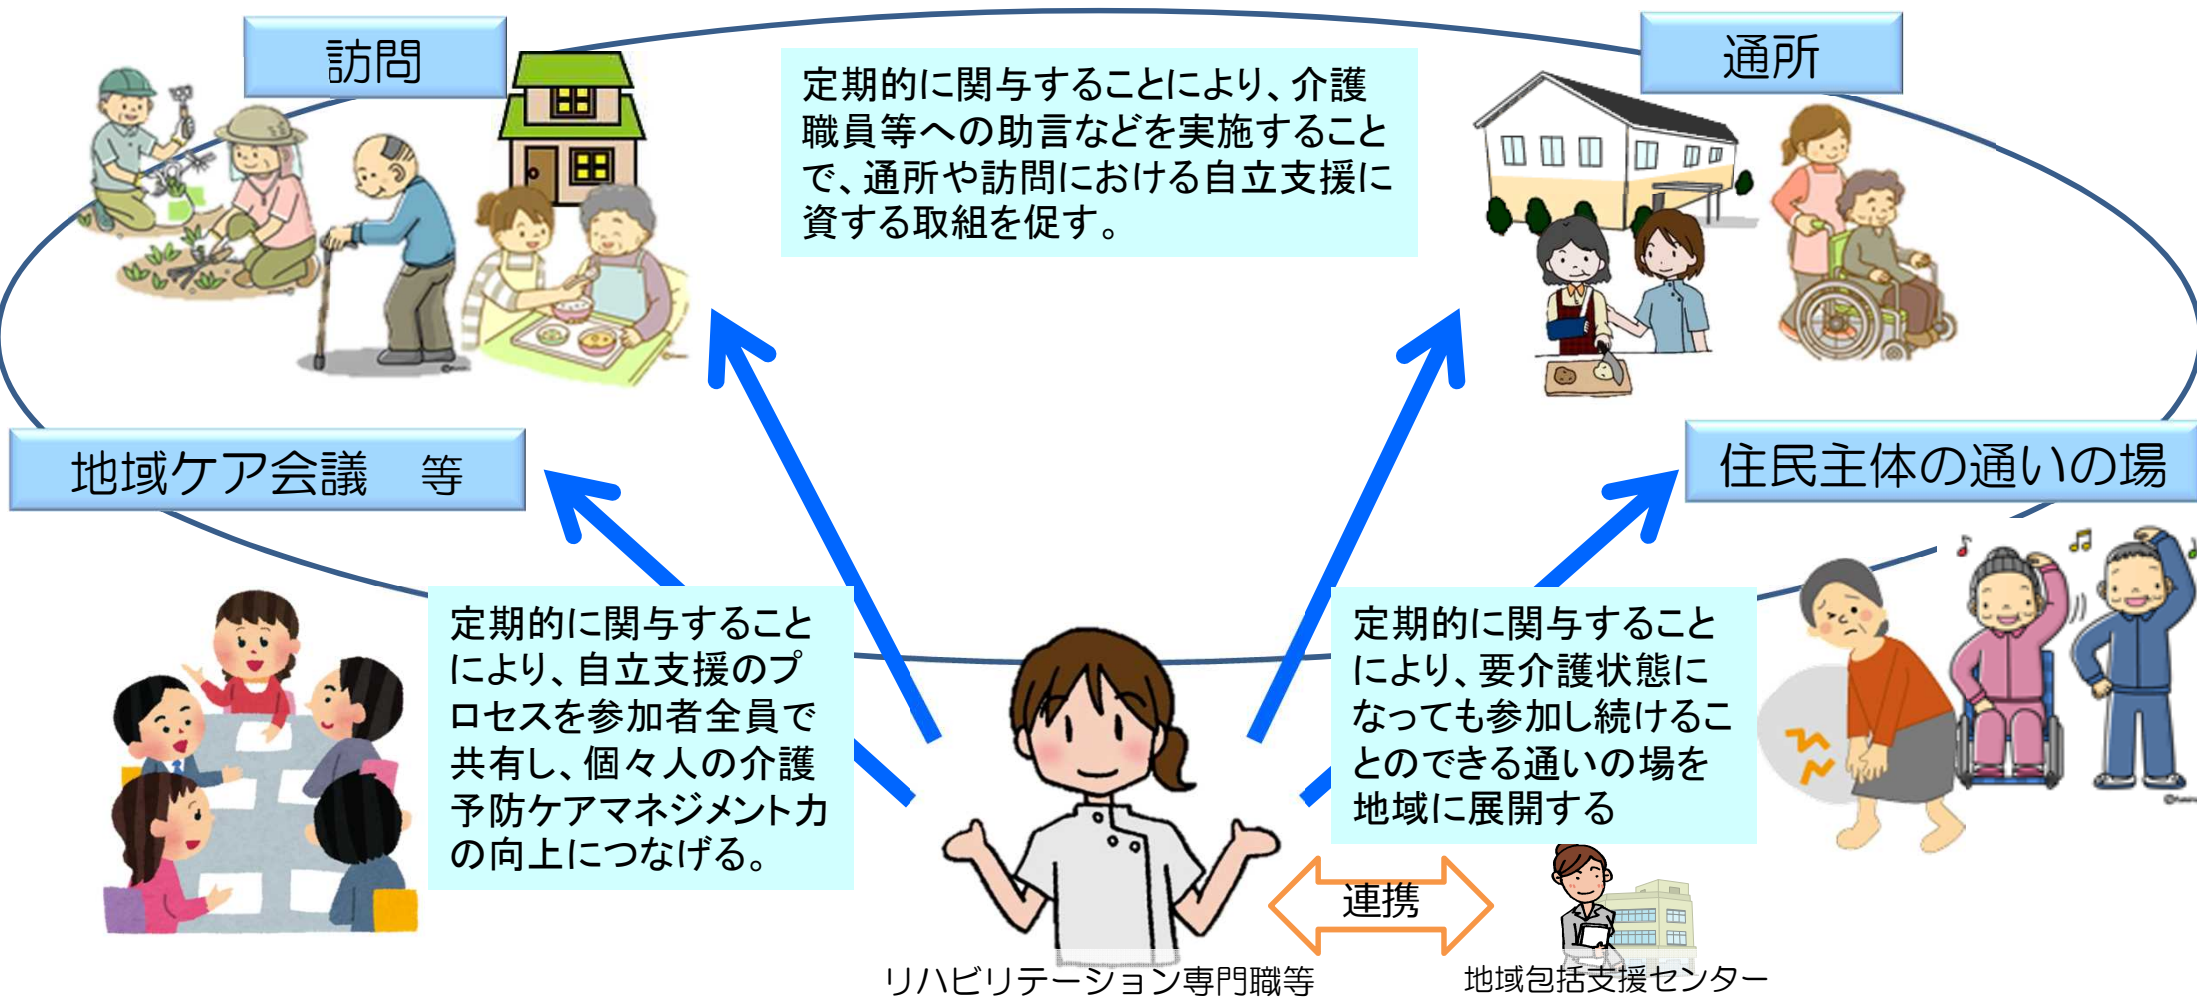 訪問
通所
定期的に関与することにより、介護
職員等への助言などを実施すること
で、通所や訪問における自立支援に
資する取組を促す。
地域ケア会議　等
住民主体の通いの場
定期的に関与すること
により、自立支援のプ
ロセスを参加者全員で
共有し、個々人の介護
予防ケアマネジメント力
の向上につなげる。
定期的に関与すること
により、要介護状態に
なっても参加し続けるこ
とのできる通いの場を
地域に展開する
連携
リハビリテーション専門職等
地域包括支援センター